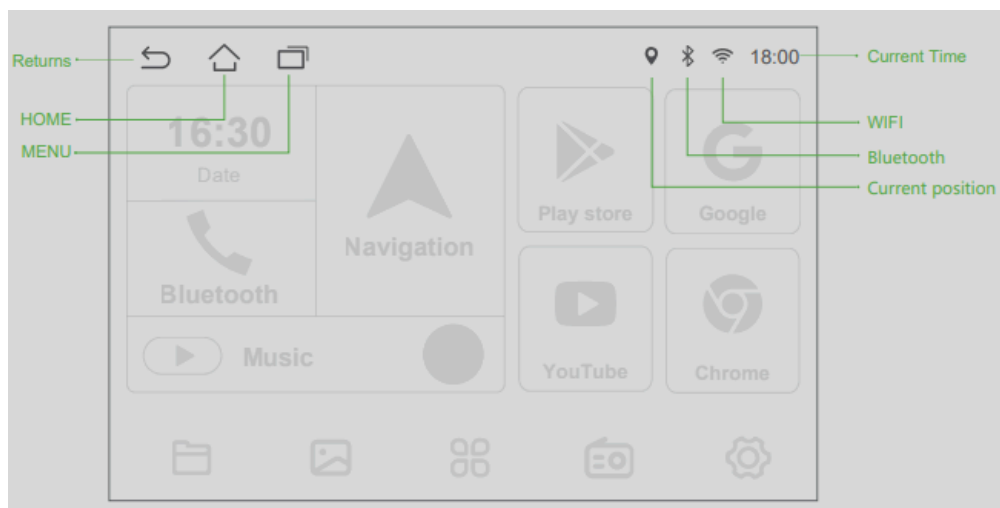 Returns
18:00
Current Time
HOME
WIFI
MENU
16:30
Date
Bluetooth
Current position
Play store
Google
Navigation
Bluetooth
Music
YouTube
Chrome